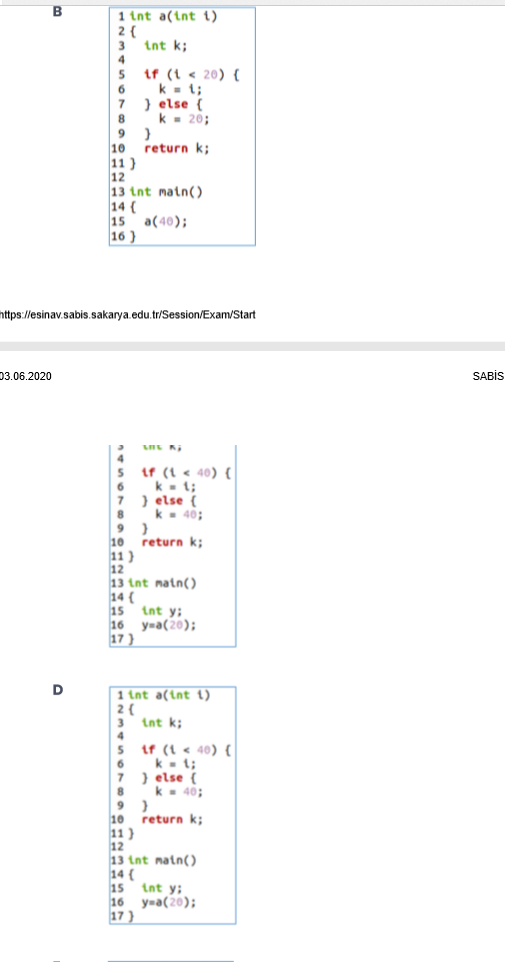 B
1 int a(int i)
2 {
3 int k;
4
5 if (i < 20) {
6 k = i;
7 } else {
8 k = 20;
9 }
10 return k;
11 }
12
13 int main()
14 {
15 a(40);
16 }
https://esinav.sabis.sakarya.edu.tr/Session/Exam/Start
03.06.2020
SABİS
3 int k;
4
5 if (i < 40) {
6 k = i;
7 } else {
8 k = 40;
9 }
10 return k;
11 }
12
13 int main()
14 {
15 int y;
16 y=a(20);
17 }
D
1 int a(int i)
2 {
3 int k;
4
5 if (i < 40) {
6 k = i;
7 } else {
8 k = 40;
9 }
10 return k;
11 }
12
13 int main()
14 {
15 int y;
16 y=a(20);
17 }